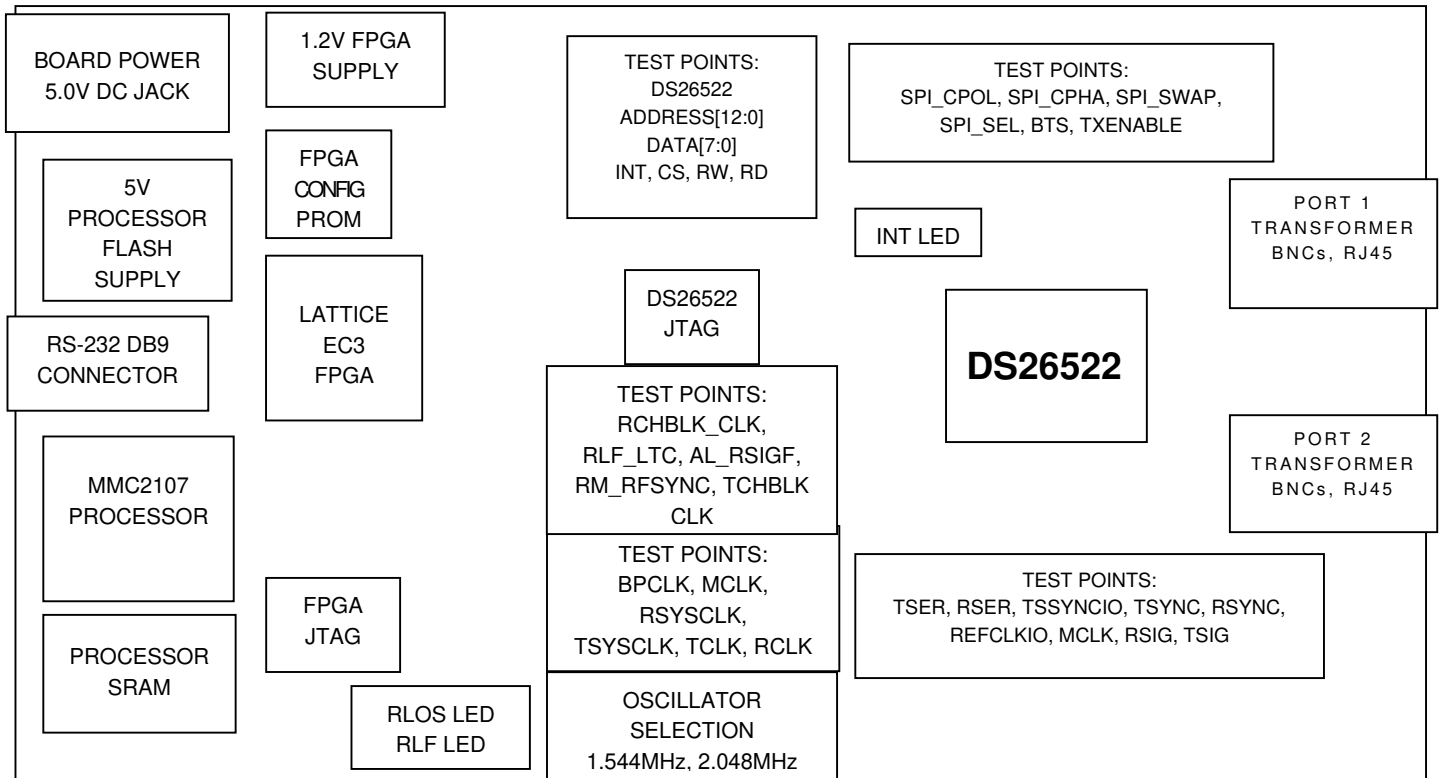 BOARD POWER
5.0V DC JACK
1.2V FPGA
SUPPLY
TEST POINTS:
DS26522
ADDRESS[12:0]
DATA[7:0]
INT, CS, RW, RD
TEST POINTS:
SPI_CPOL, SPI_CPHA, SPI_SWAP,
SPI_SEL, BTS, TXENABLE
5V
PROCESSOR
FLASH
SUPPLY
FPGA
CONFIG
PROM
INT LED
PORT 1
TRANSFORMER
BNCs, RJ45
RS-232 DB9
CONNECTOR
LATTICE
EC3
FPGA
DS26522
JTAG
DS26522
TEST POINTS:
RCHBLK_CLK,
RLF_LTC, AL_RSIGF,
RM_RFSYNC, TCHBLK
CLK
PORT 2
TRANSFORMER
BNCs, RJ45
MMC2107
PROCESSOR
TEST POINTS:
BPCLK, MCLK,
RSYSCLK,
TSYSCLK, TCLK, RCLK
TEST POINTS:
TSER, RSER, TSSYNCIO, TSYNC, RSYNC,
REFCLKIO, MCLK, RSIG, TSIG
FPGA
JTAG
PROCESSOR
SRAM
RLOS LED
RLF LED
OSCILLATOR
SELECTION
1.544MHz, 2.048MHz